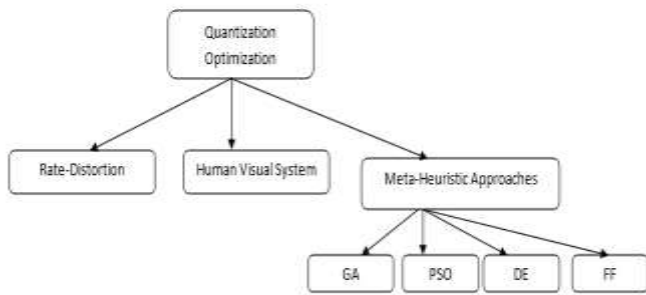 Quantization
Optimization
Rate-Distortion
Human Visual System
Meta-Heuristic Approaches
GA
PSO
DE
FF